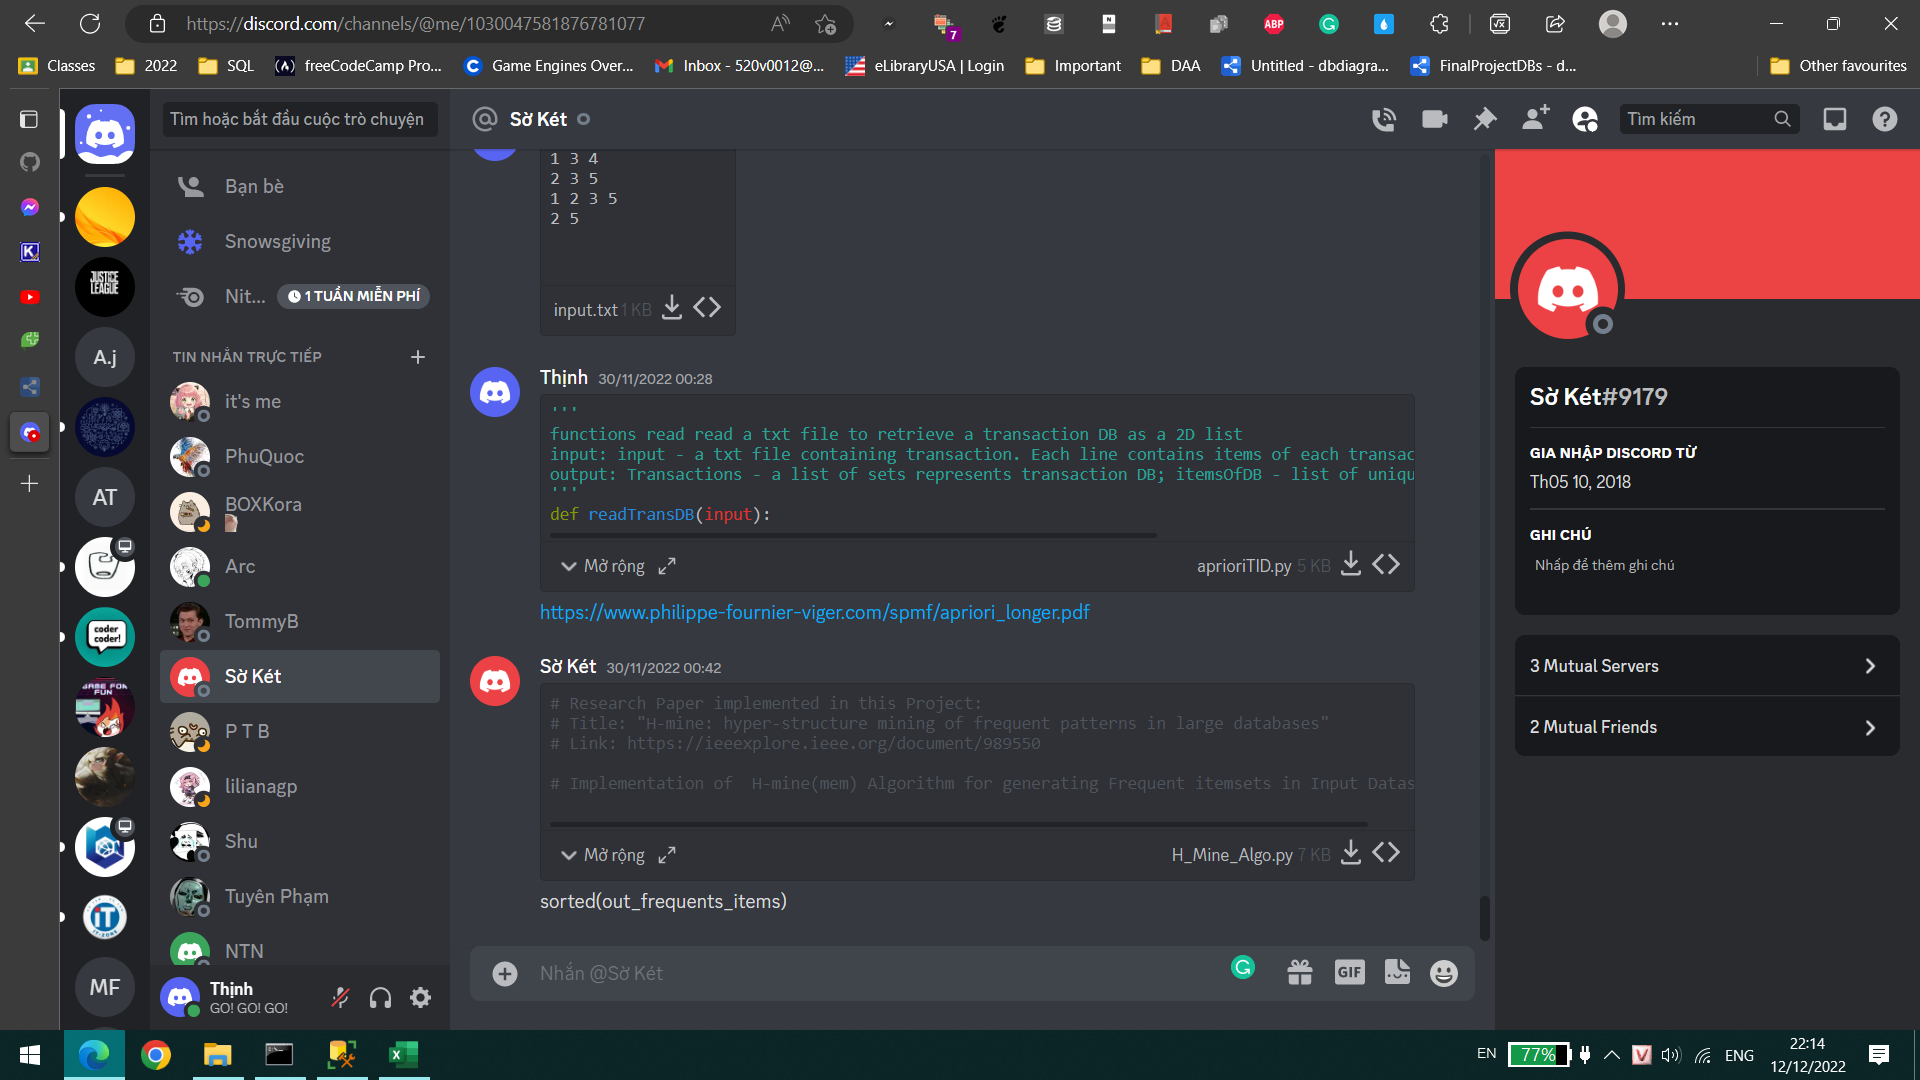 https://discord.com/channels/@me/1030047581876781077
7
ABP
Classes
2022
SQL
freeCodeCamp Pro...
Game Engines Over...
Inbox - 520v0012@...
eLibraryUSA | Login
Important
DAA
Untitled - dbdiagra...
FinalProjectDBs - d...
Other favourites
Tìm hoặc bắt đầu cuộc trò chuyện
Sờ Két
Tìm kiếm
Bạn bè
Snowsgiving
Nit...
1 TUẦN MIỄN PHÍ
TIN NHẮN TRỰC TIẾP
it's me
PhuQuoc
BOXKora
Arc
TommyB
Sờ Két
P T B
lilianagp
Shu
Tuyên Phạm
NTN
Thịnh
GO! GO! GO!
JUSTICE
LEAGUE
A.j
AT
coder
coder!
GAME FOR
FUN
IT
MF
1 3 4
2 3 5
1 2 3 5
2 5
input.txt 1 KB
Thịnh 30/11/2022 00:28
'''
functions read read a txt file to retrieve a transaction DB as a 2D list
input: input - a txt file containing transaction. Each line contains items of each transac
output: Transactions - a list of sets represents transaction DB; itemsOfDB - list of uniqu
'''
def readTransDB(input):
Mở rộng
aprioriTID.py 5 KB
https://www.philippe-fournier-viger.com/spmf/apriori_longer.pdf
Sờ Két 30/11/2022 00:42
# Research Paper implemented in this Project:
# Title: "H-mine: hyper-structure mining of frequent patterns in large databases"
# Link: https://ieeexplore.ieee.org/document/989550
# Implementation of  H-mine(mem) Algorithm for generating Frequent itemsets in Input Datas
Mở rộng
H_Mine_Algo.py 7 KB
sorted(out_frequents_items)
Nhắn @Sờ Két
GIF
Sờ Két#9179
GIA NHẬP DISCORD TỪ
Th05 10, 2018
GHI CHÚ
Nhấp để thêm ghi chú
3 Mutual Servers
2 Mutual Friends
EN
77%
ENG
22:14
12/12/2022